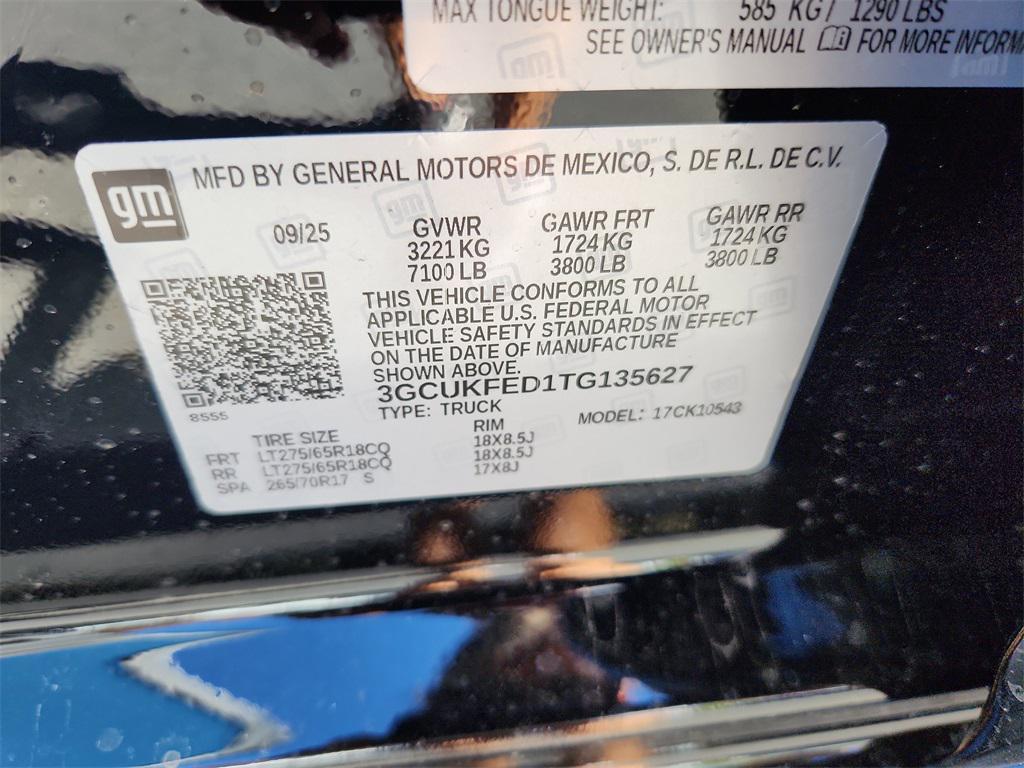 MAX TONGUE WEIGHT: 585 KG / 1290 LBS
SEE OWNER'S MANUAL FOR MORE INFORM
gm
MFD BY GENERAL MOTORS DE MEXICO, S. DE R.L. DE C.V.
09/25 GVWR GAWR FRT GAWR RR
3221 KG 1724 KG 1724 KG
7100 LB 3800 LB 3800 LB
THIS VEHICLE CONFORMS TO ALL
APPLICABLE U.S. FEDERAL MOTOR
VEHICLE SAFETY STANDARDS IN EFFECT
ON THE DATE OF MANUFACTURE
SHOWN ABOVE.
3GCUKFED1TG135627
8555 TYPE: TRUCK MODEL: 17CK10543
TIRE SIZE RIM
FRT LT275/65R18CQ 18X8.5J
RR LT275/65R18CQ 18X8.5J
SPA 265/70R17 S 17X8J